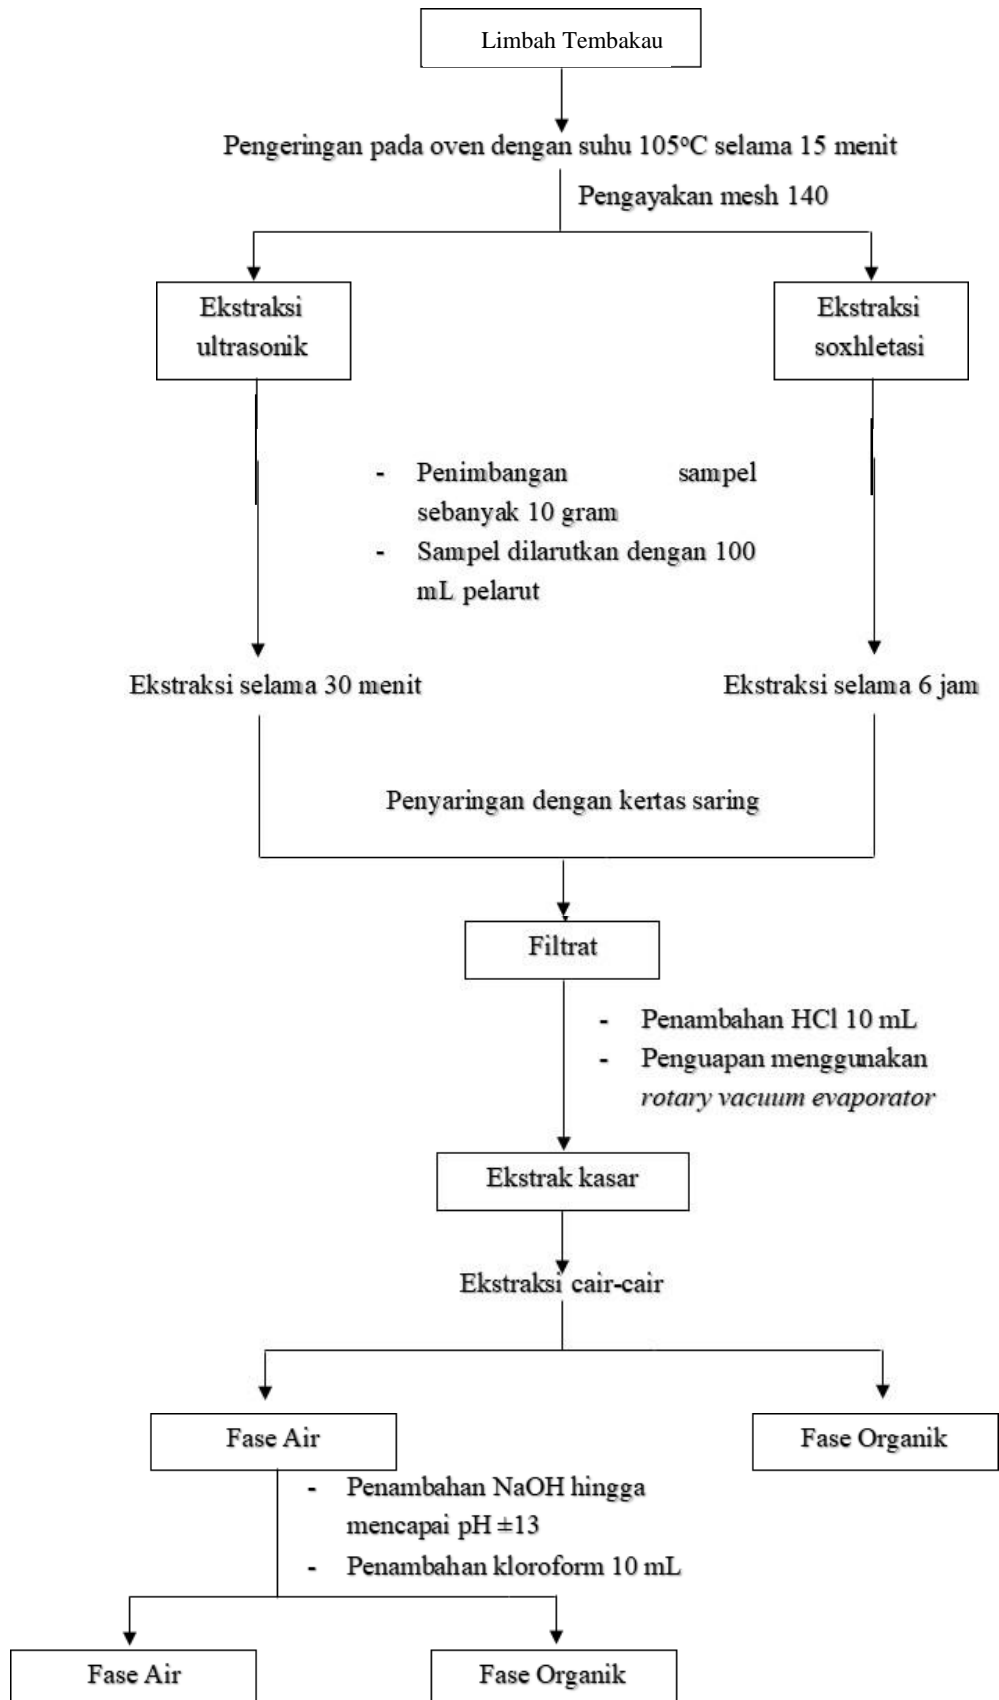 Limbah Tembakau
Pengeringan pada oven dengan suhu 105°C selama 15 menit
Pengayakan mesh 140
Ekstraksi
ultrasonik
Ekstraksi
soxhletasi
- Penimbangan sampel
sebanyak 10 gram
- Sampel dilarutkan dengan 100
mL pelarut
Ekstraksi selama 30 menit
Ekstraksi selama 6 jam
Penyaringan dengan kertas saring
Filtrat
- Penambahan HCl 10 mL
- Penguapan menggunakan
rotary vacuum evaporator
Ekstrak kasar
Ekstraksi cair-cair
Fase Air
Fase Organik
- Penambahan NaOH hingga
mencapai pH ±13
- Penambahan kloroform 10 mL
Fase Air
Fase Organik